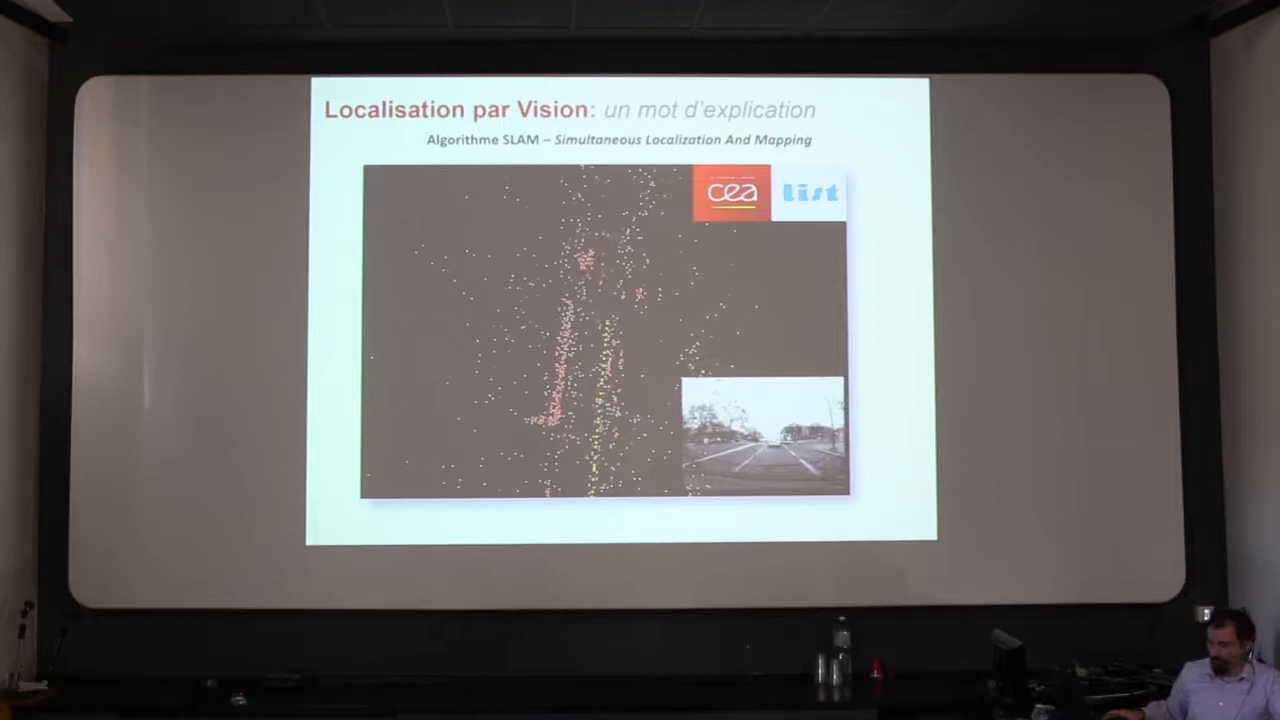 Localisation par Vision: un mot d'explication
Algorithme SLAM – Simultaneous Localization And Mapping
cea
list